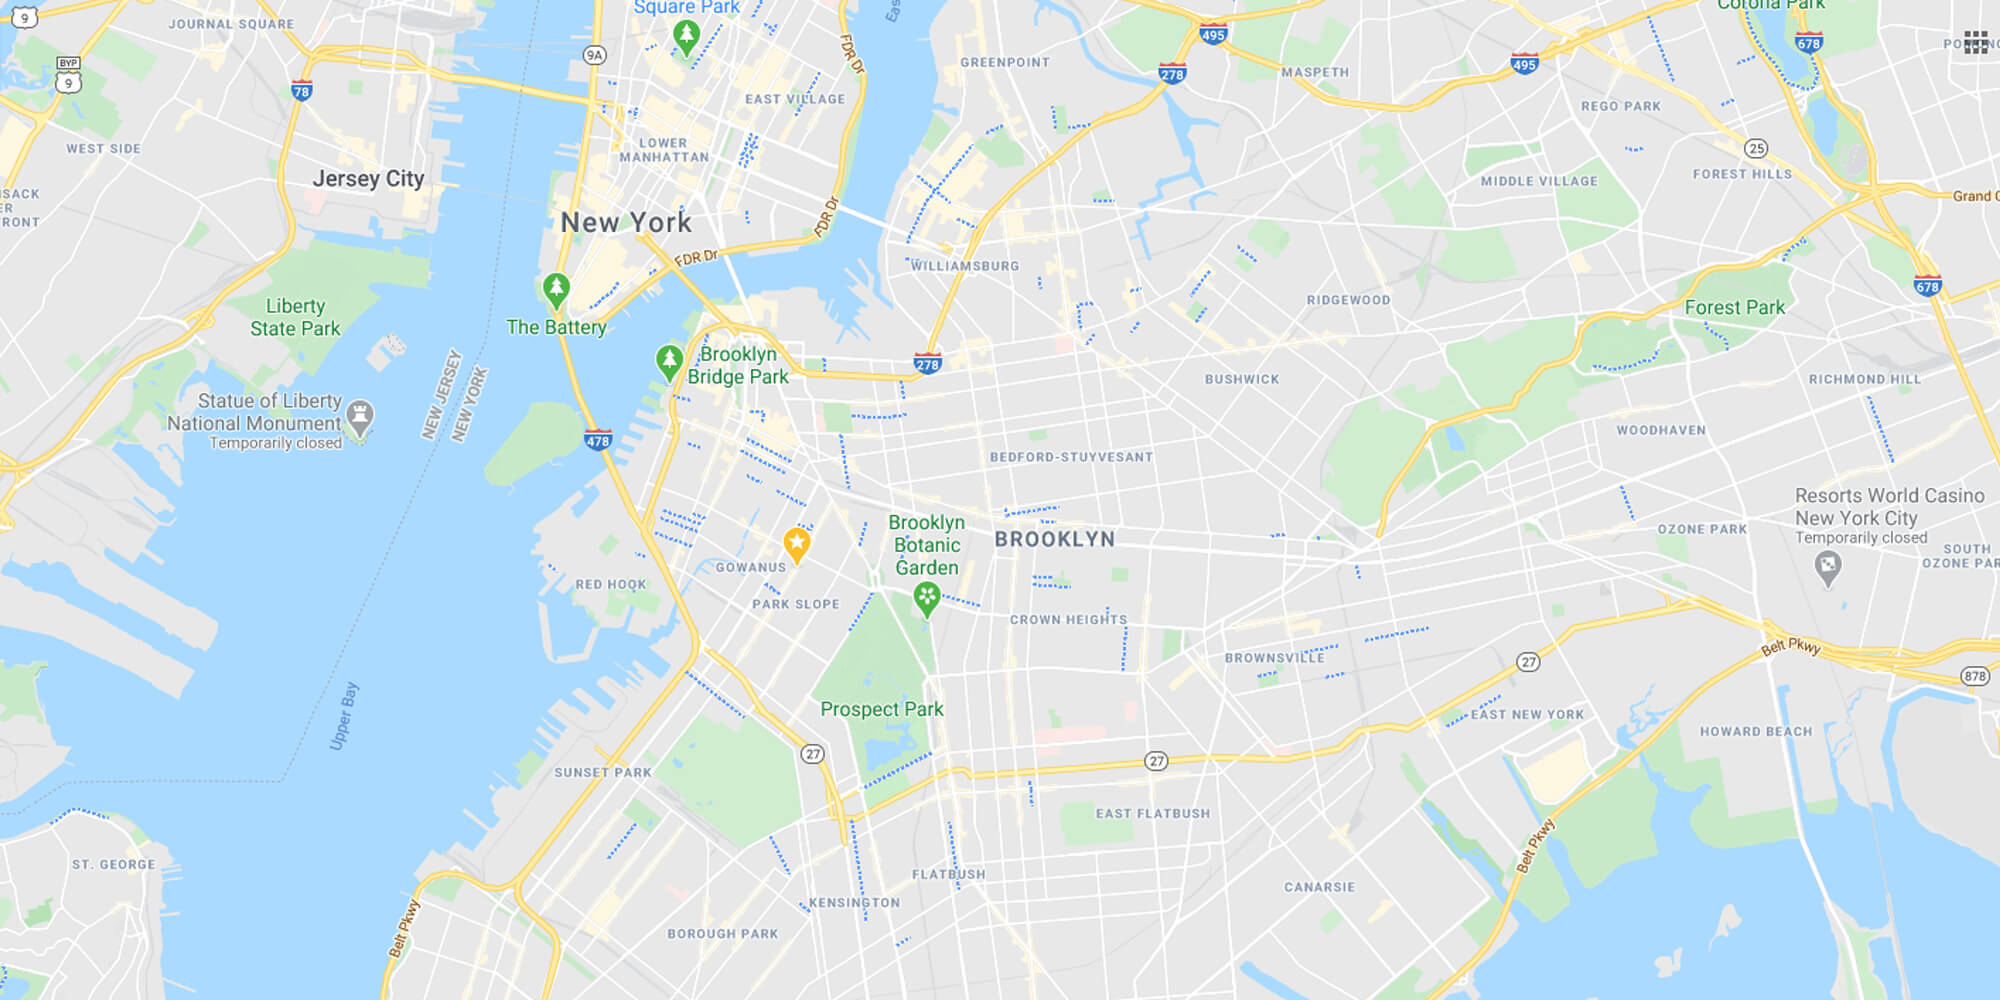 9
JOURNAL SQUARE
BYP
9
78
WEST SIDE
Jersey City
9A
Square Park
FDR Dr
EAST VILLAGE
LOWER
MANHATTAN
New York
FDR Dr
FDR Dr
GREENPOINT
278
495
MASPETH
495
Corona Park
678
REGO PARK
25
FOREST HILLS
MIDDLE VILLAGE
Grand
678
WILLIAMSBURG
RIDGEWOOD
Forest Park
Liberty
State Park
The Battery
Brooklyn
Bridge Park
278
BUSHWICK
RICHMOND HILL
Statue of Liberty
National Monument
Temporarily closed
NEW JERSEY
NEW YORK
478
BEDFORD-STUYVESANT
WOODHAVEN
Resorts World Casino
New York City
Temporarily closed
OZONE PARK
SOUTH
OZONE PAR
Brooklyn
Botanic
Garden
BROOKLYN
GOWANUS
RED HOOK
PARK SLOPE
CROWN HEIGHTS
BROWNSVILLE
27
Belt Pkwy
878
Upper Bay
Prospect Park
EAST NEW YORK
HOWARD BEACH
27
27
SUNSET PARK
EAST FLATBUSH
Belt Pkwy
ST. GEORGE
FLATBUSH
CANARSIE
KENSINGTON
Belt Pkwy
BOROUGH PARK